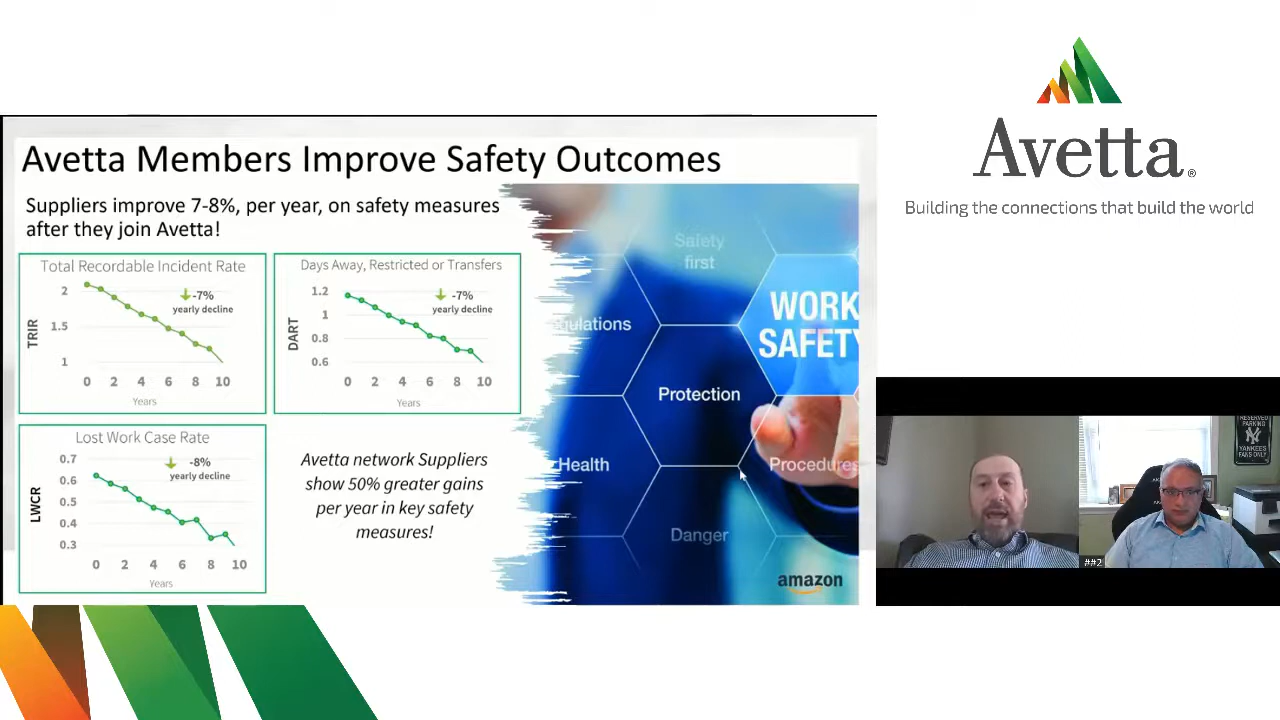 Avetta Members Improve Safety Outcomes
Suppliers improve 7-8%, per year, on safety measures
after they join Avetta!
Total Recordable Incident Rate
TRIR
2
1.5
1
-7%
yearly decline
0 2 4 6 8 10
Years
Days Away, Restricted or Transfers
DART
1.2
1
0.8
0.6
-7%
yearly decline
0 2 4 6 8 10
Years
Lost Work Case Rate
LWCR
0.7
0.6
0.5
0.4
0.3
-8%
yearly decline
0 2 4 6 8 10
Years
Avetta network Suppliers
show 50% greater gains
per year in key safety
measures!
Safety
first
WORK
SAFETY
Protection
Health
Procedures
Danger
amazon
Avetta®
Building the connections that build the world
RESERVED
PARKING
YANKEES
FANS ONLY
##2